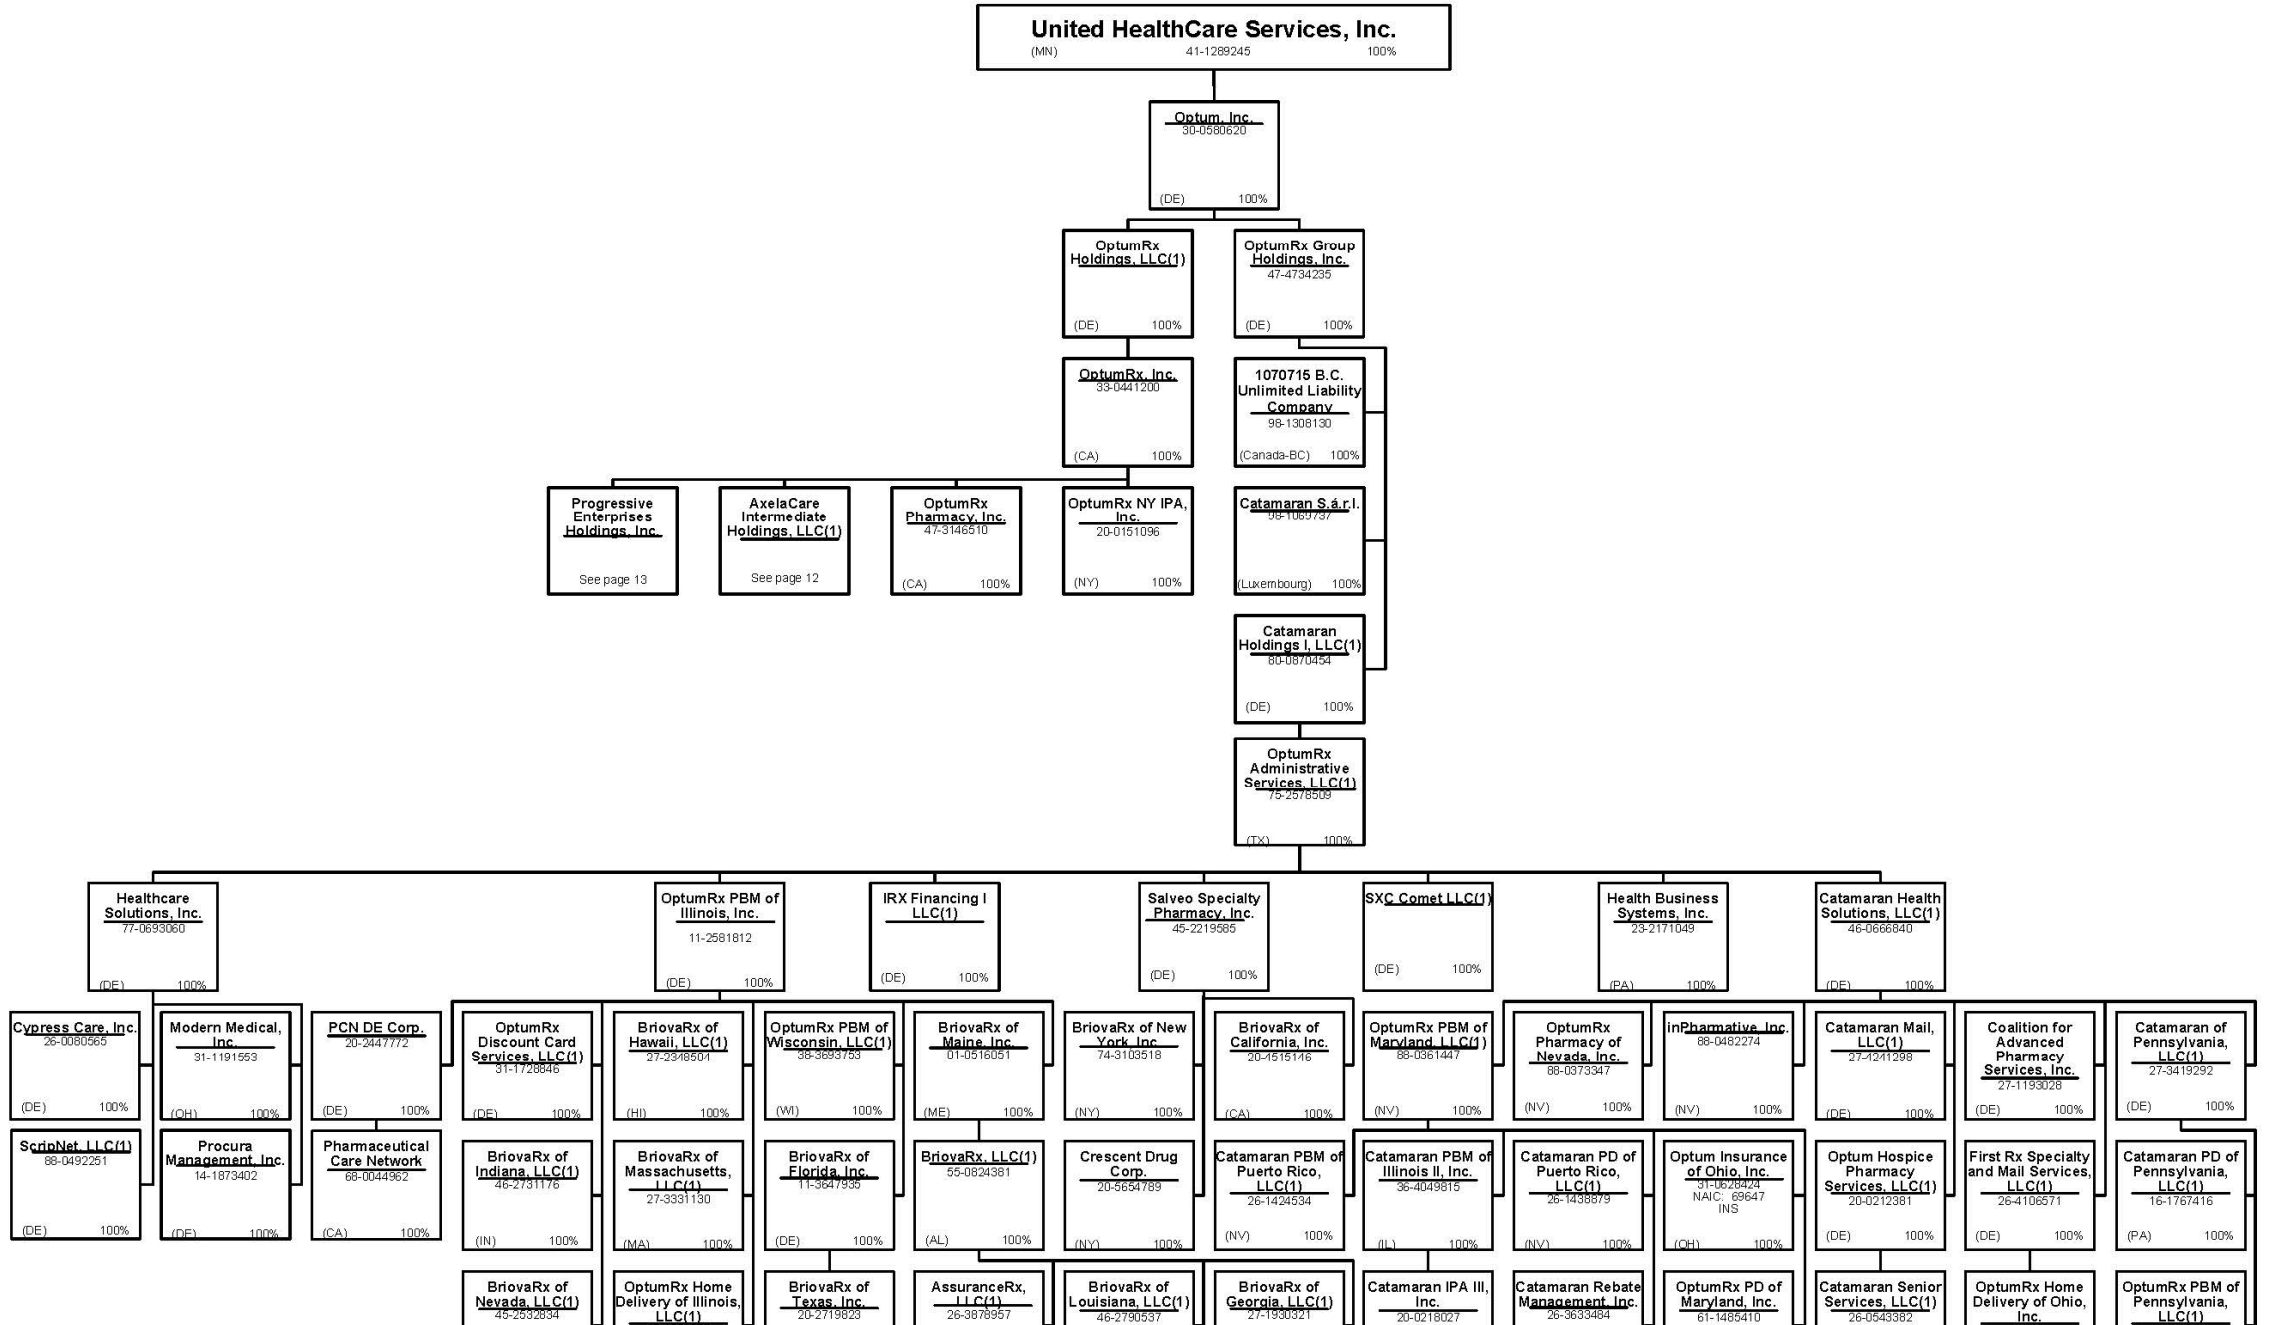 United HealthCare Services, Inc.
(MN) 41-1289245 100%
Optum, Inc.
30-0580620
(DE) 100%
OptumRx
Holdings, LLC(1)
(DE) 100%
OptumRx Group
Holdings, Inc.
47-4734235
(DE) 100%
OptumRx, Inc.
33-0441200
(CA) 100%
1070715 B.C.
Unlimited Liability
Company
98-1308130
(Canada-BC) 100%
Progressive
Enterprises
Holdings, Inc.
See page 13
AxelaCare
Intermediate
Holdings, LLC(1)
See page 12
OptumRx
Pharmacy, Inc.
47-3146510
(CA) 100%
OptumRx NY IPA,
Inc.
20-0151096
(NY) 100%
Catamaran S.á.r.l.
98-1069737
(Luxembourg) 100%
Catamaran
Holdings I, LLC(1)
80-0870454
(DE) 100%
OptumRx
Administrative
Services, LLC(1)
75-2578509
(TX) 100%
Healthcare
Solutions, Inc.
77-0693060
(DE) 100%
OptumRx PBM of
Illinois, Inc.
11-2581812
(DE) 100%
IRX Financing I
LLC(1)
(DE) 100%
Salveo Specialty
Pharmacy, Inc.
45-2219585
(DE) 100%
SXC Comet LLC(1)
(DE) 100%
Health Business
Systems, Inc.
23-2171049
(PA) 100%
Catamaran Health
Solutions, LLC(1)
46-0666840
(DE) 100%
Cypress Care, Inc.
26-0080565
(DE) 100%
Modern Medical,
Inc.
31-1191553
(OH) 100%
PCN DE Corp.
20-2447772
(DE) 100%
OptumRx
Discount Card
Services, LLC(1)
31-1728846
(DE) 100%
BriovaRx of
Hawaii, LLC(1)
27-2348504
(HI) 100%
OptumRx PBM of
Wisconsin, LLC(1)
38-3693753
(WI) 100%
BriovaRx of
Maine, Inc.
01-0516051
(ME) 100%
BriovaRx of New
York, Inc
74-3103518
(NY) 100%
BriovaRx of
California, Inc.
20-4515146
(CA) 100%
OptumRx PBM of
Maryland, LLC(1)
88-0361447
(NV) 100%
OptumRx
Pharmacy of
Nevada, Inc.
88-0373347
(NV) 100%
inPharmative, Inc.
88-0482274
(NV) 100%
Catamaran Mail,
LLC(1)
27-4241298
(DE) 100%
Coalition for
Advanced
Pharmacy
Services, Inc.
27-1193028
(DE) 100%
Catamaran of
Pennsylvania,
LLC(1)
27-3419292
(DE) 100%
ScripNet, LLC(1)
88-0492251
(DE) 100%
Procura
Management, Inc.
14-1873402
(DE) 100%
Pharmaceutical
Care Network
68-0044962
(CA) 100%
BriovaRx of
Indiana, LLC(1)
46-2731176
(IN) 100%
BriovaRx of
Massachusetts,
LLC(1)
27-3331130
(MA) 100%
BriovaRx of
Florida, Inc.
11-3647935
(DE) 100%
BriovaRx, LLC(1)
55-0824381
(AL) 100%
Crescent Drug
Corp.
20-5654789
(NY) 100%
Catamaran PBM of
Puerto Rico,
LLC(1)
26-1424534
(NV) 100%
Catamaran PBM of
Illinois II, Inc.
36-4049815
(IL) 100%
Catamaran PD of
Puerto Rico,
LLC(1)
26-1438879
(NV) 100%
Optum Insurance
of Ohio, Inc.
31-0628424
NAIC: 69647
INS
(OH) 100%
Optum Hospice
Pharmacy
Services, LLC(1)
20-0212381
(DE) 100%
First Rx Specialty
and Mail Services,
LLC(1)
26-4106571
(DE) 100%
Catamaran PD of
Pennsylvania,
LLC(1)
16-1767416
(PA) 100%
BriovaRx of
Nevada, LLC(1)
45-2532834
OptumRx Home
Delivery of Illinois,
LLC(1)
BriovaRx of
Texas, Inc.
20-2719823
AssuranceRx,
LLC(1)
26-3878957
BriovaRx of
Louisiana, LLC(1)
46-2790537
BriovaRx of
Georgia, LLC(1)
27-1930321
Catamaran IPA III,
Inc.
20-0218027
Catamaran Rebate
Management, Inc.
26-3633484
OptumRx PD of
Maryland, Inc.
61-1485410
Catamaran Senior
Services, LLC(1)
26-0543382
OptumRx Home
Delivery of Ohio,
Inc.
OptumRx PBM of
Pennsylvania,
LLC(1)